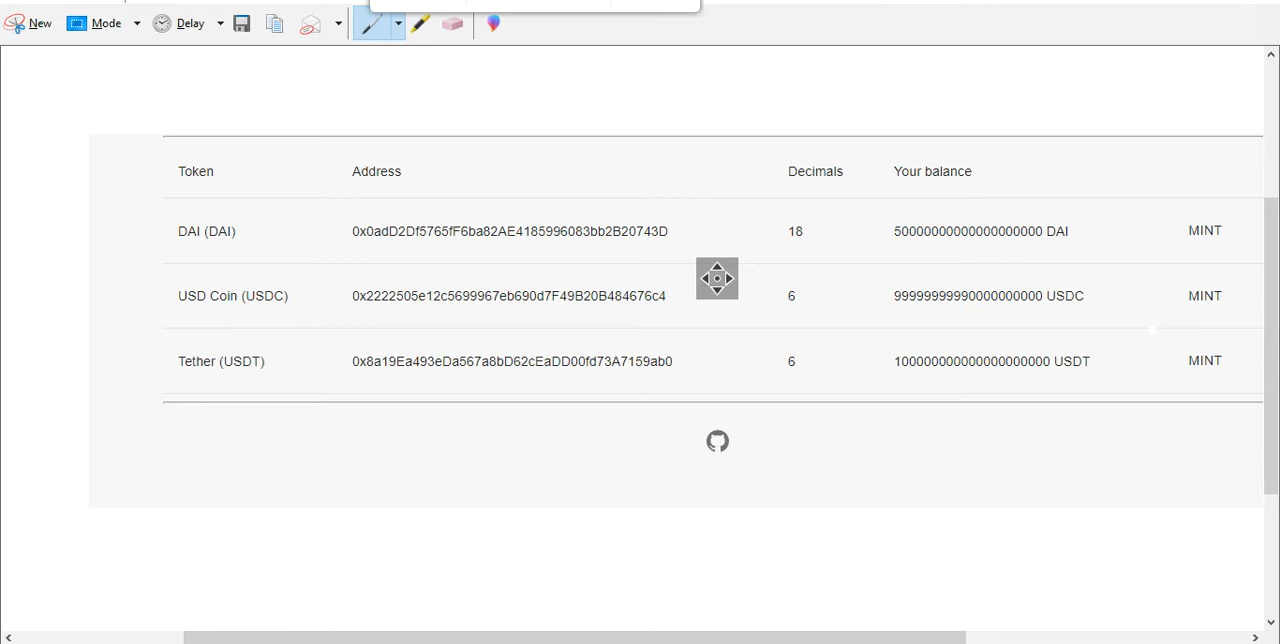 New Mode Delay
Token Address Decimals Your balance
DAI (DAI) 0x0adD2Df5765fF6ba82AE4185996083bb2B20743D 18 50000000000000000000 DAI MINT
USD Coin (USDC) 0x2222505e12c5699967eb690d7F49B20B484676c4 6 99999999990000000000 USDC MINT
Tether (USDT) 0x8a19Ea493eDa567a8bD62cEaDD00fd73A7159ab0 6 100000000000000000000 USDT MINT